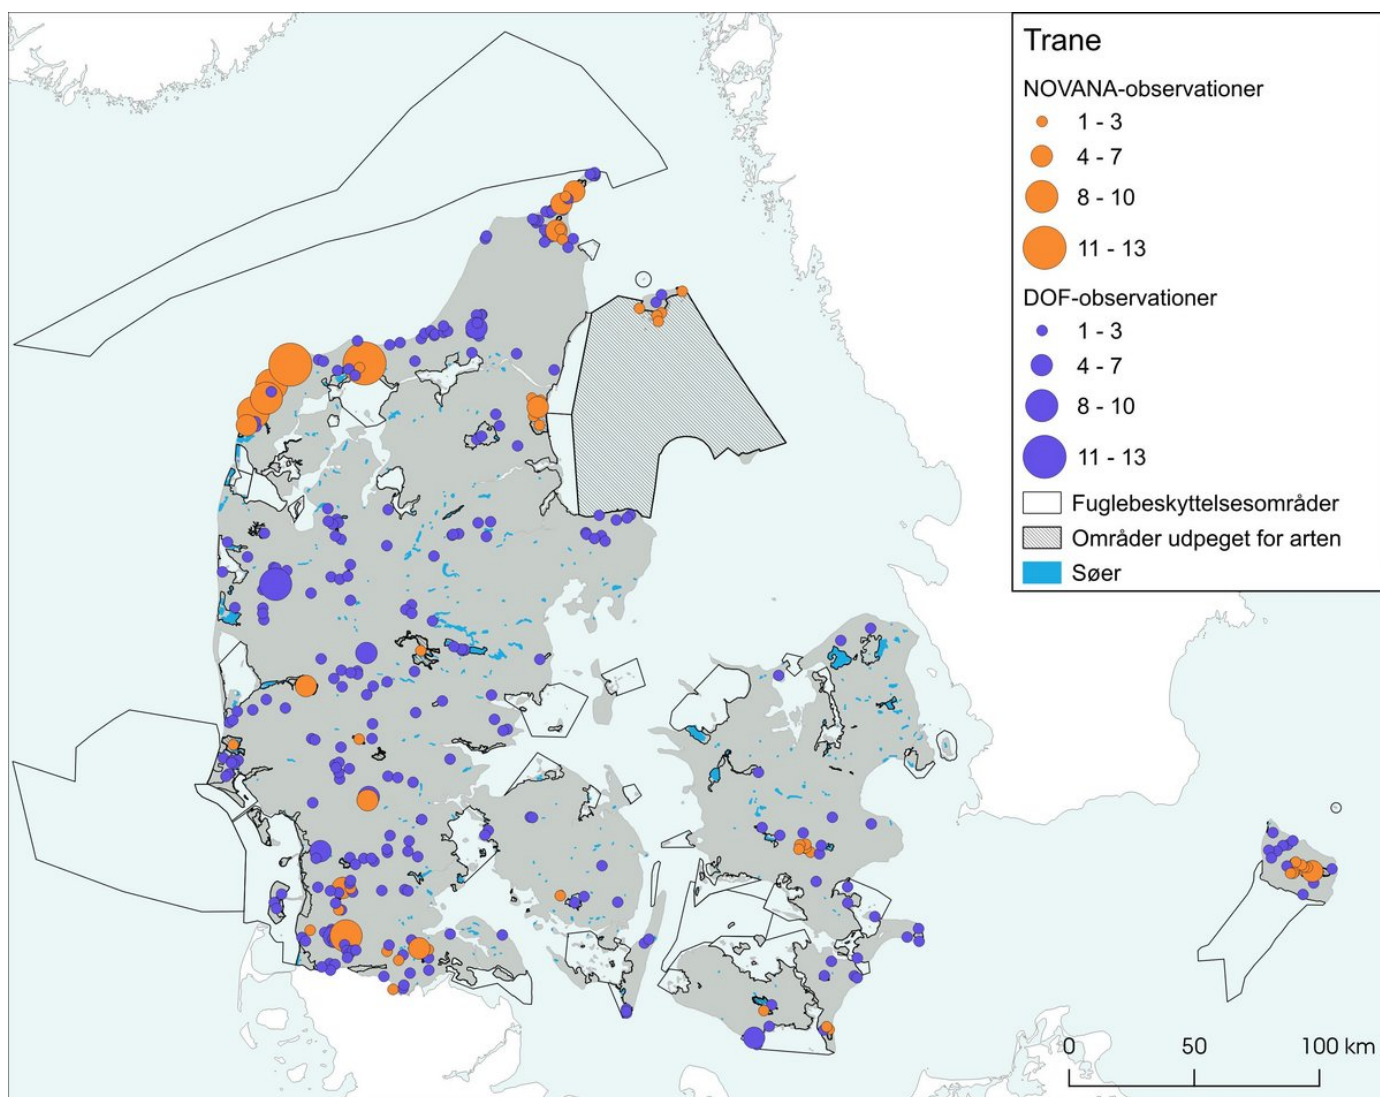 Trane
NOVANA-observationer
1 - 3
4 - 7
8 - 10
11 - 13
DOF-observationer
1 - 3
4 - 7
8 - 10
11 - 13
Fuglebeskyttelsesområder
Områder udpeget for arten
Søer
0 50 100 km